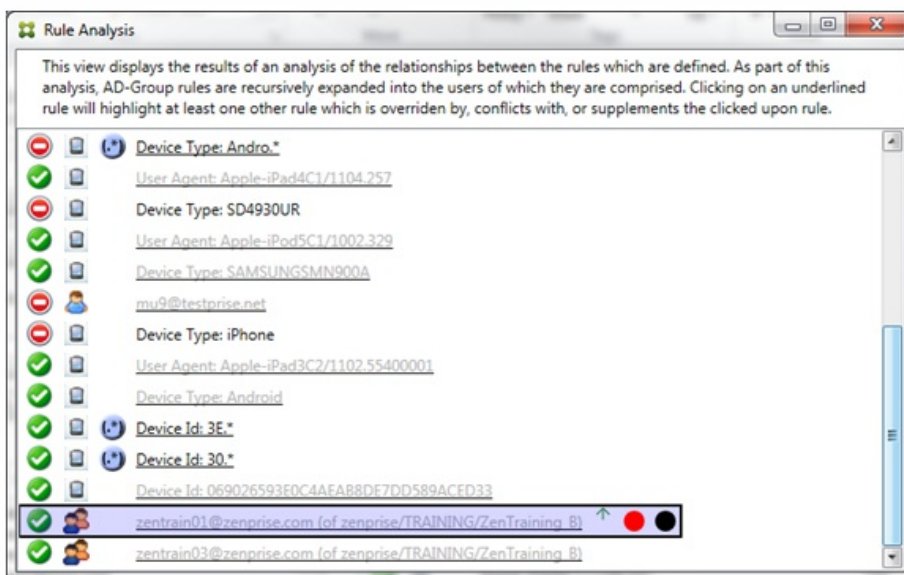 Rule Analysis
This view displays the results of an analysis of the relationships between the rules which are defined. As part of this
analysis, AD-Group rules are recursively expanded into the users of which they are comprised. Clicking on an underlined
rule will highlight at least one other rule which is overriden by, conflicts with, or supplements the clicked upon rule.
(.*) Device Type: Andro.*
User Agent: Apple-iPad4C1/1104.257
Device Type: SD4930UR
User Agent: Apple-iPod5C1/1002.329
Device Type: SAMSUNGSMN900A
mu9@testprise.net
Device Type: iPhone
User Agent: Apple-iPad3C2/1102.55400001
Device Type: Android
(.*) Device Id: 3E.*
(.*) Device Id: 30.*
Device Id: 069026593E0C4AEAB8DE7DD589ACED33
zentrain01@zenprise.com (of zenprise/TRAINING/ZenTraining_B)
zentrain03@zenprise.com (of zenprise/TRAINING/ZenTraining_B)